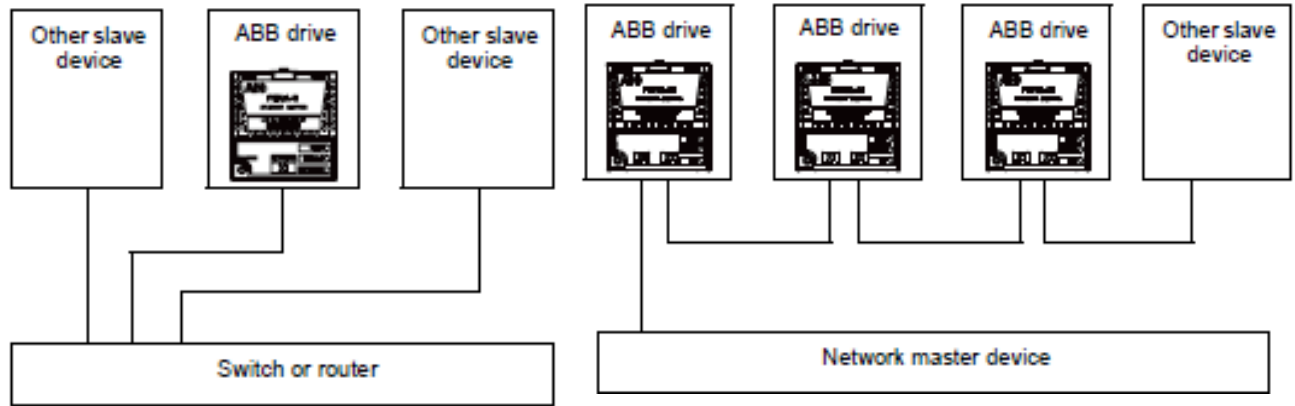 Other slave
device
ABB drive
Other slave
device
Switch or router
ABB drive
ABB drive
ABB drive
Other slave
device
Network master device